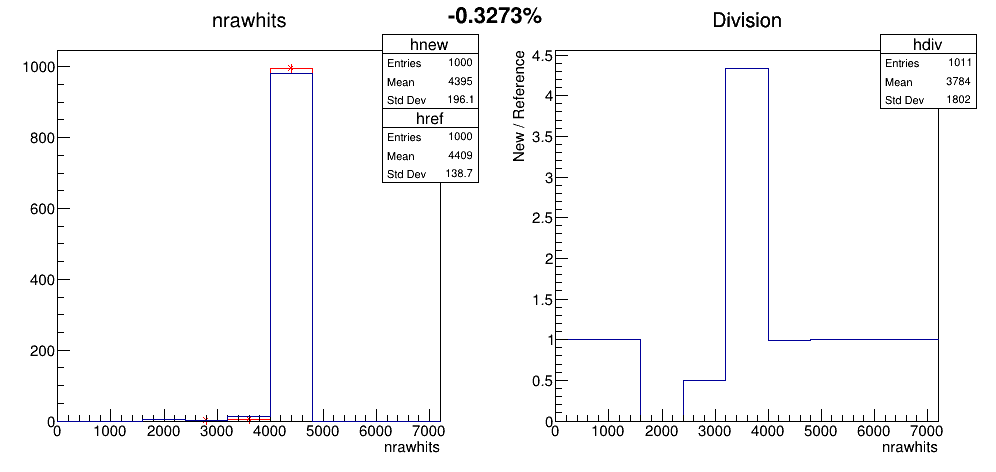 -0.3273%
nrawhits
hnew
Entries 1000
Mean 4395
Std Dev 196.1
href
Entries 1000
Mean 4409
Std Dev 138.7
1000
800
600
400
200
0
0 1000 2000 3000 4000 5000 6000 7000
nrawhits
Division
hdiv
Entries 1011
Mean 3784
Std Dev 1802
New / Reference
4.5
4
3.5
3
2.5
2
1.5
1
0.5
0
0 1000 2000 3000 4000 5000 6000 7000
nrawhits